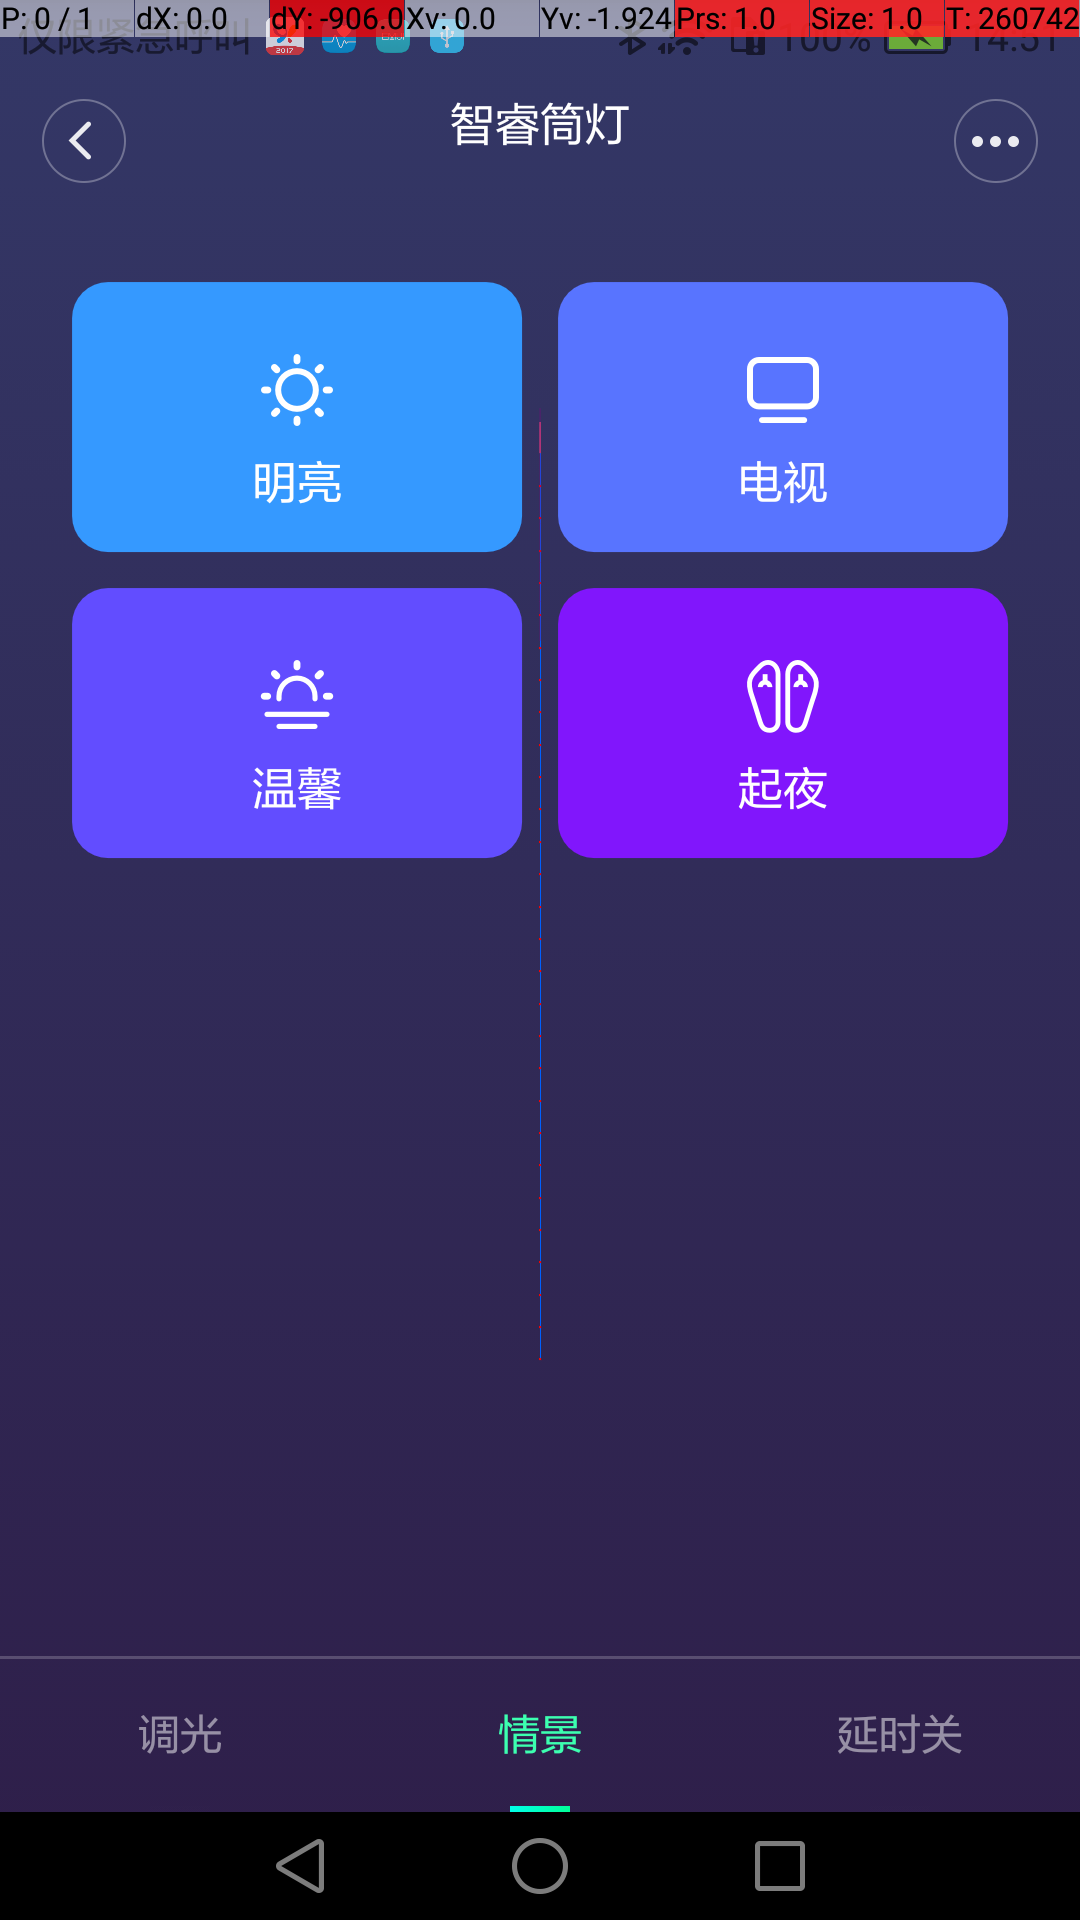 P: 0 / 1 dX: 0.0 dY: -906.0 Xv: 0.0 Yv: -1.924 Prs: 1.0 Size: 1.0 T: 260742
仅限紧急呼叫 2017 100% 14:51
智睿筒灯
明亮 电视
温馨 起夜
调光 情景 延时关